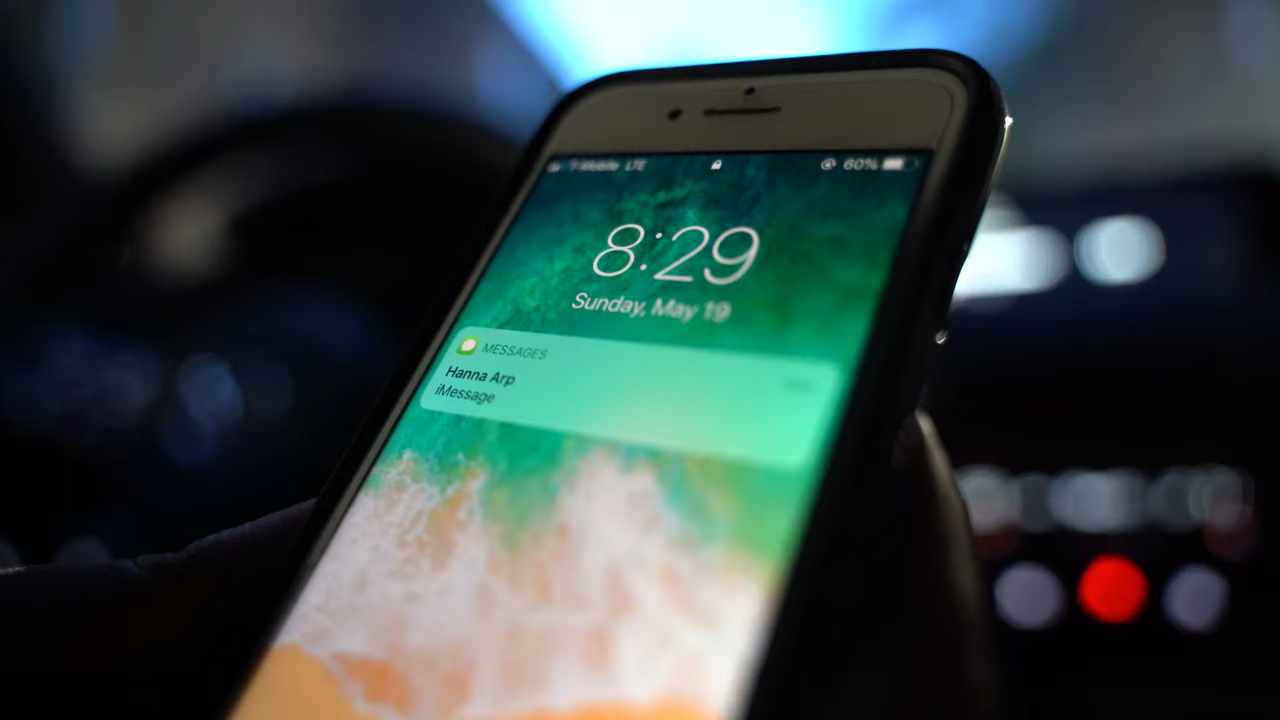 T-Mobile LTE 60%
8:29
Sunday, May 19
MESSAGES
Hanna Arp
iMessage